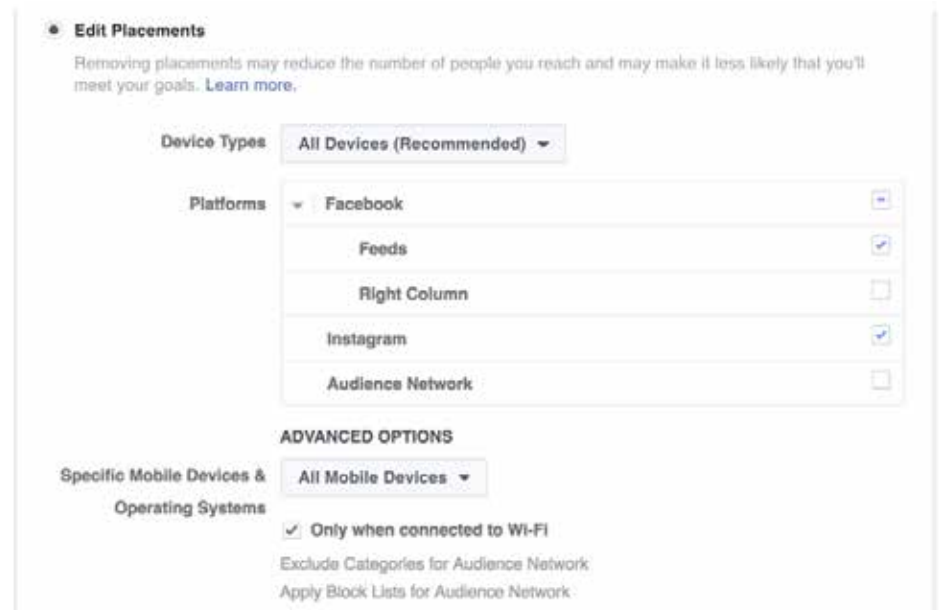 Edit Placements
Removing placements may reduce the number of people you reach and may make it less likely that you'll
meet your goals. Learn more.
Device Types All Devices (Recommended)
Platforms Facebook
Feeds
Right Column
Instagram
Audience Network
ADVANCED OPTIONS
Specific Mobile Devices & All Mobile Devices
Operating Systems
Only when connected to Wi-Fi
Exclude Categories for Audience Network
Apply Block Lists for Audience Network